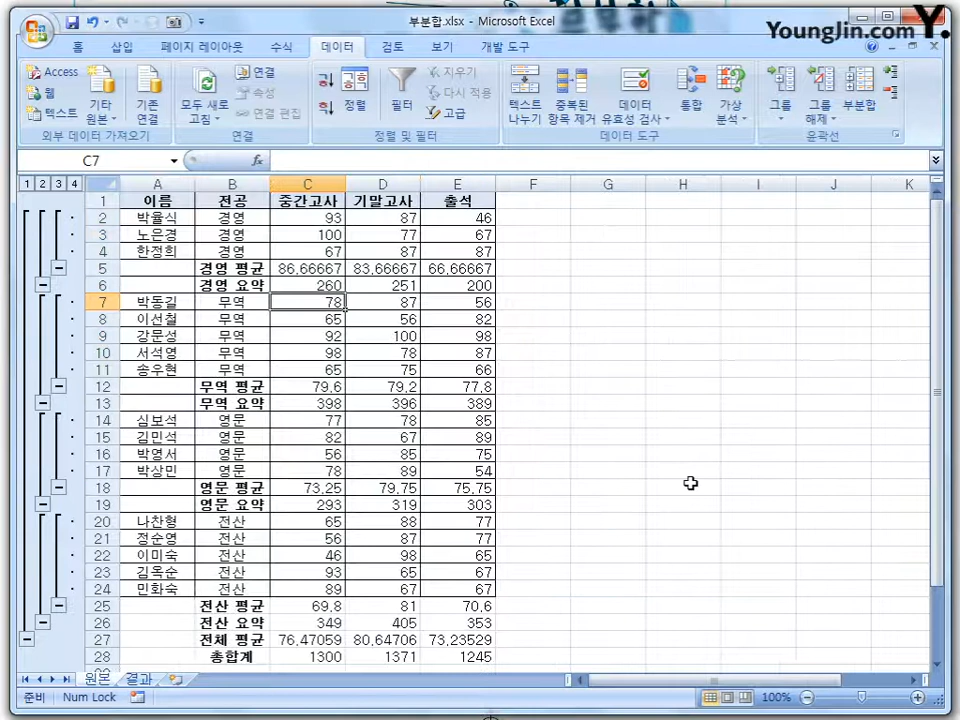 부분합.xlsx - Microsoft Excel
YoungJin.com Y.
홈 삽입 페이지 레이아웃 수식 데이터 검토 보기 개발 도구
Access
웹
텍스트
기타 원본
기존 연결
외부 데이터 가져오기
모두 새로 고침
연결
속성
연결 편집
연결
정렬
필터
지우기
다시 적용
고급
정렬 및 필터
텍스트 나누기
중복된 항목 제거
데이터 유효성 검사
통합
가상 분석
데이터 도구
그룹
그룹 해제
부분합
윤곽선
C7 fx
1 2 3 4 A B C D E F G H I J K
1 이름 전공 중간고사 기말고사 출석
2 박율식 경영 93 87 46
3 노은경 경영 100 77 67
4 한정희 경영 67 87 87
5 경영 평균 86.66667 83.66667 66.66667
6 경영 요약 260 251 200
7 박동길 무역 78 87 56
8 이선철 무역 65 56 82
9 강문성 무역 92 100 98
10 서석영 무역 98 78 87
11 송우현 무역 65 75 66
12 무역 평균 79.6 79.2 77.8
13 무역 요약 398 396 389
14 심보석 영문 77 78 85
15 김민석 영문 82 67 89
16 박영서 영문 56 85 75
17 박상민 영문 78 89 54
18 영문 평균 73.25 79.75 75.75
19 영문 요약 293 319 303
20 나찬형 전산 65 88 77
21 정순영 전산 56 87 77
22 이미숙 전산 46 98 65
23 김옥순 전산 93 65 67
24 민화숙 전산 89 67 67
25 전산 평균 69.8 81 70.6
26 전산 요약 349 405 353
27 전체 평균 76.47059 80.64706 73.23529
28 총합계 1300 1371 1245
원본 결과
준비 Num Lock 100%